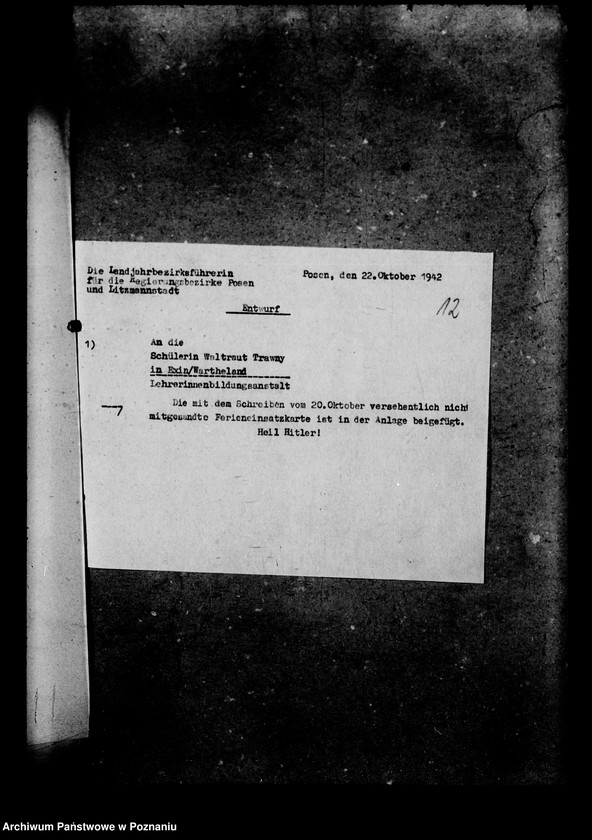 Die Landjahrbezirksführerin
für die Regierungsbezirke Posen
und Litzmannstadt
Posen, den 22.Oktober 1942
Entwurf
12
1)
An die
Schülerin Waltraut Trawny
in Exin/Wartheland
Lehrerinnenbildungsanstalt
Die mit dem Schreiben vom 20.Oktober versehentlich nicht
mitgesandte Ferieneinsatzkarte ist in der Anlage beigefügt.
Heil Hitler!
Archiwum Państwowe w Poznaniu